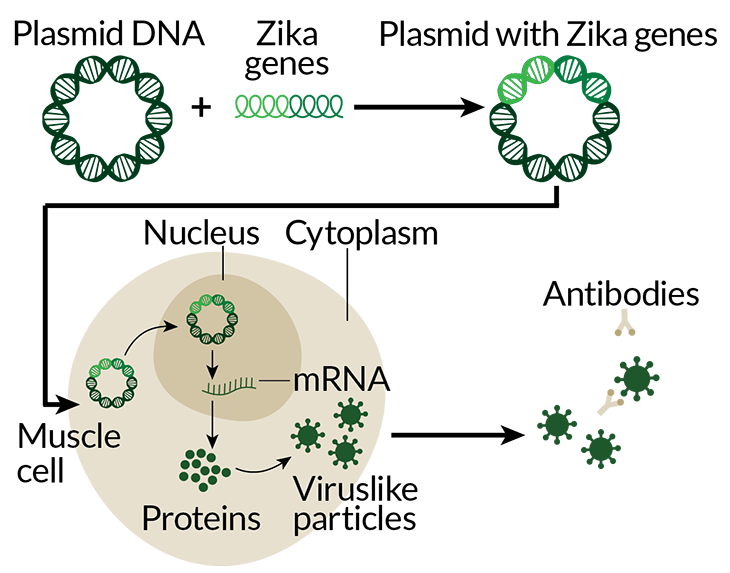 Plasmid DNA
+
Zika
genes
Plasmid with Zika genes
Nucleus
Cytoplasm
Antibodies
mRNA
Muscle
cell
Viruslike
particles
Proteins